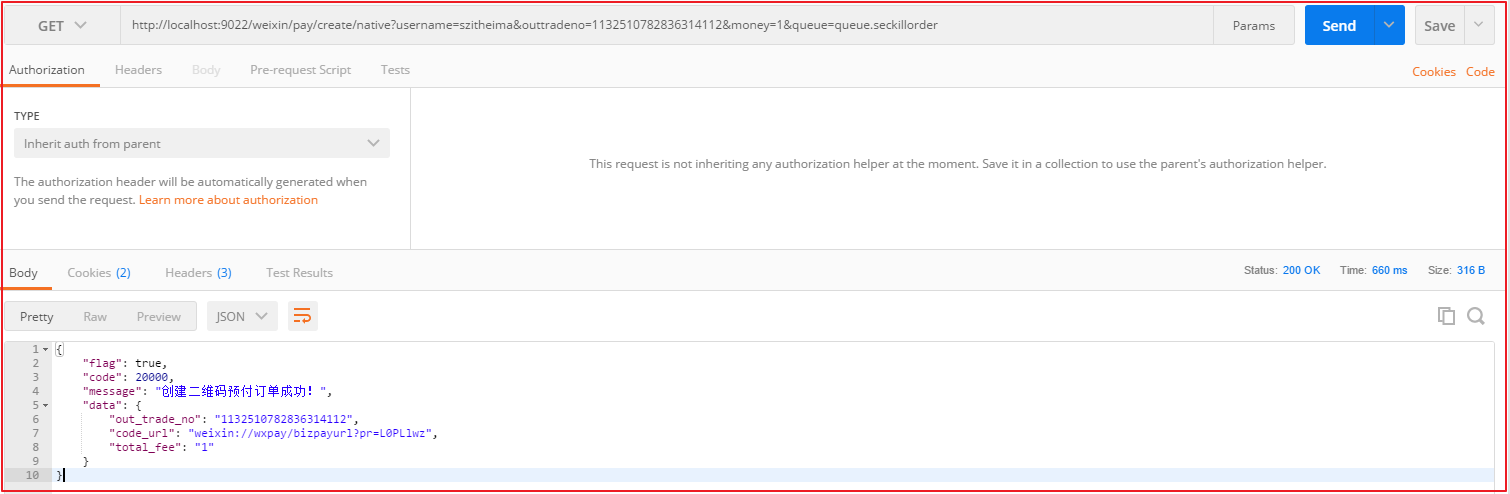 GET http://localhost:9022/weixin/pay/create/native?username=szitheima&outtradeno=1132510782836314112&money=1&queue=queue.seckillorder Params Send Save
Authorization Headers Body Pre-request Script Tests Cookies Code
TYPE
Inherit auth from parent
The authorization header will be automatically generated when
you send the request. Learn more about authorization
This request is not inheriting any authorization helper at the moment. Save it in a collection to use the parent's authorization helper.
Body Cookies (2) Headers (3) Test Results Status: 200 OK Time: 660 ms Size: 316 B
Pretty Raw Preview JSON
1 {
2 "flag": true,
3 "code": 20000,
4 "message": "创建二维码预付订单成功！",
5 "data": {
6 "out_trade_no": "1132510782836314112",
7 "code_url": "weixin://wxpay/bizpayurl?pr=L0PLlwz",
8 "total_fee": "1"
9 }
10 }